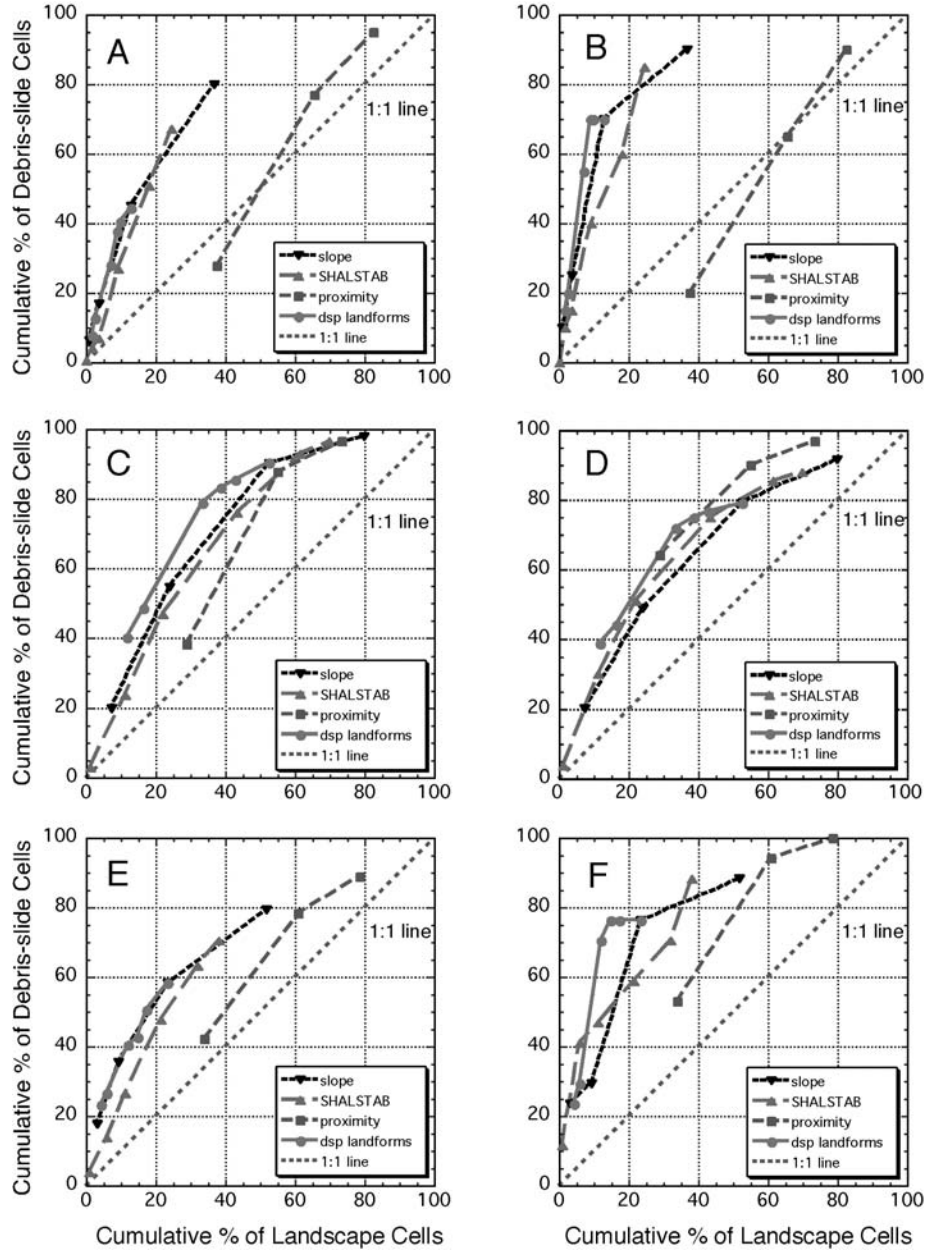 Cumulative % of Debris-slide Cells
100
80
60
40
20
0
A
1:1 line
slope
SHALSTAB
proximity
dsp landforms
1:1 line
0 20 40 60 80 100
100
80
60
40
20
0
B
1:1 line
slope
SHALSTAB
proximity
dsp landforms
1:1 line
0 20 40 60 80 100
Cumulative % of Debris-slide Cells
100
80
60
40
20
0
C
1:1 line
slope
SHALSTAB
proximity
dsp landforms
1:1 line
0 20 40 60 80 100
100
80
60
40
20
0
D
1:1 line
slope
SHALSTAB
proximity
dsp landforms
1:1 line
0 20 40 60 80 100
Cumulative % of Debris-slide Cells
100
80
60
40
20
0
E
1:1 line
slope
SHALSTAB
proximity
dsp landforms
1:1 line
0 20 40 60 80 100
Cumulative % of Landscape Cells
100
80
60
40
20
0
F
1:1 line
slope
SHALSTAB
proximity
dsp landforms
1:1 line
0 20 40 60 80 100
Cumulative % of Landscape Cells